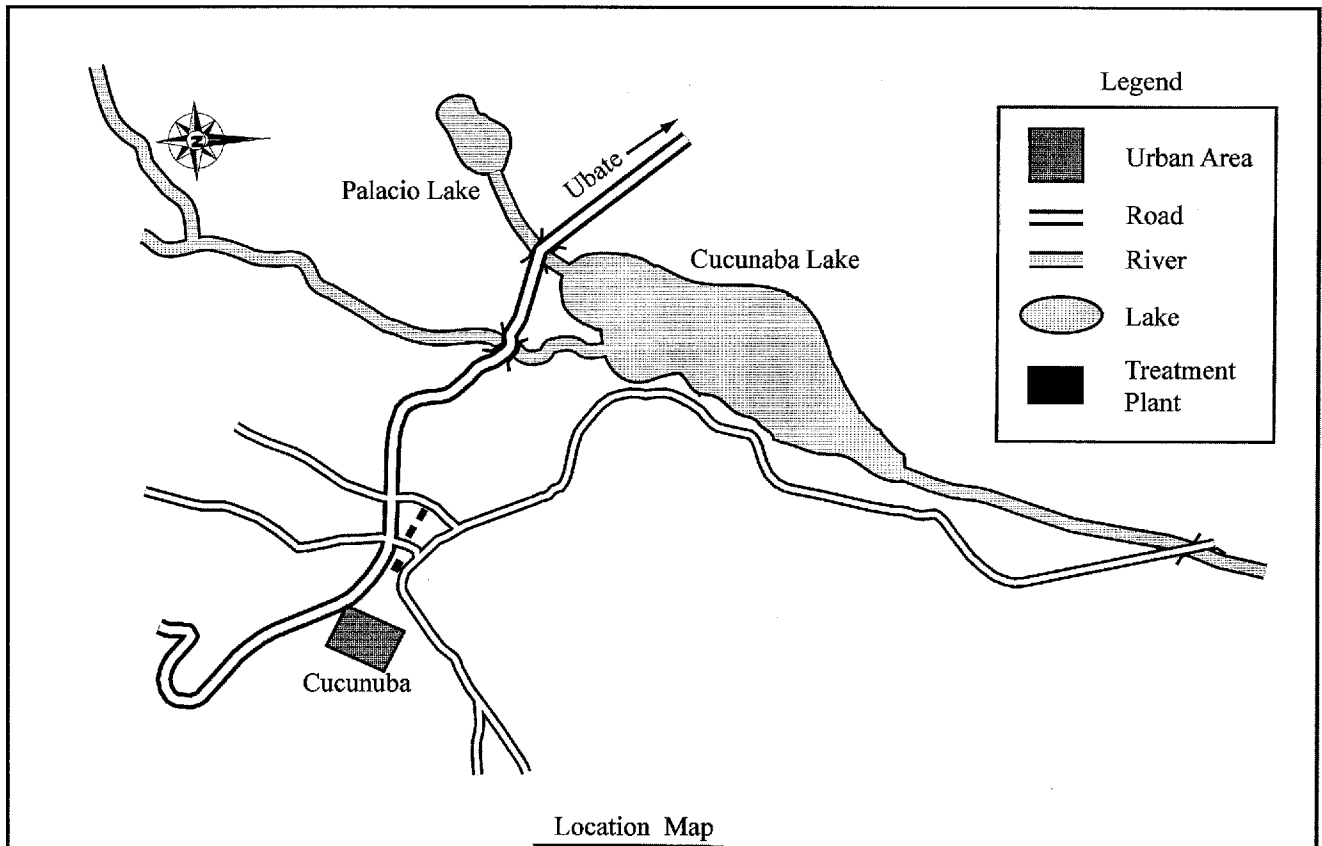 Palacio Lake
Ubate
Cucunaba Lake
Cucunuba
N
Legend
Urban Area
Road
River
Lake
Treatment
Plant
Location Map